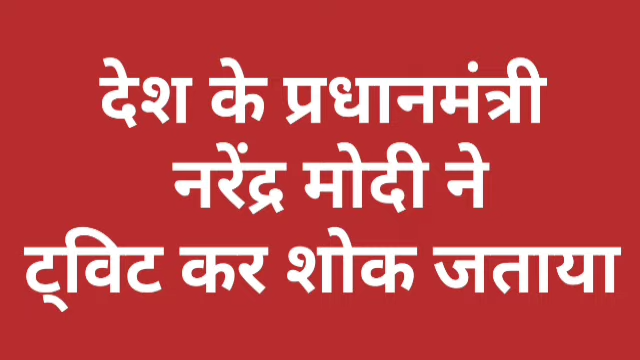 देश के प्रधानमंत्री
नरेंद्र मोदी ने
ट्विट कर शोक जताया